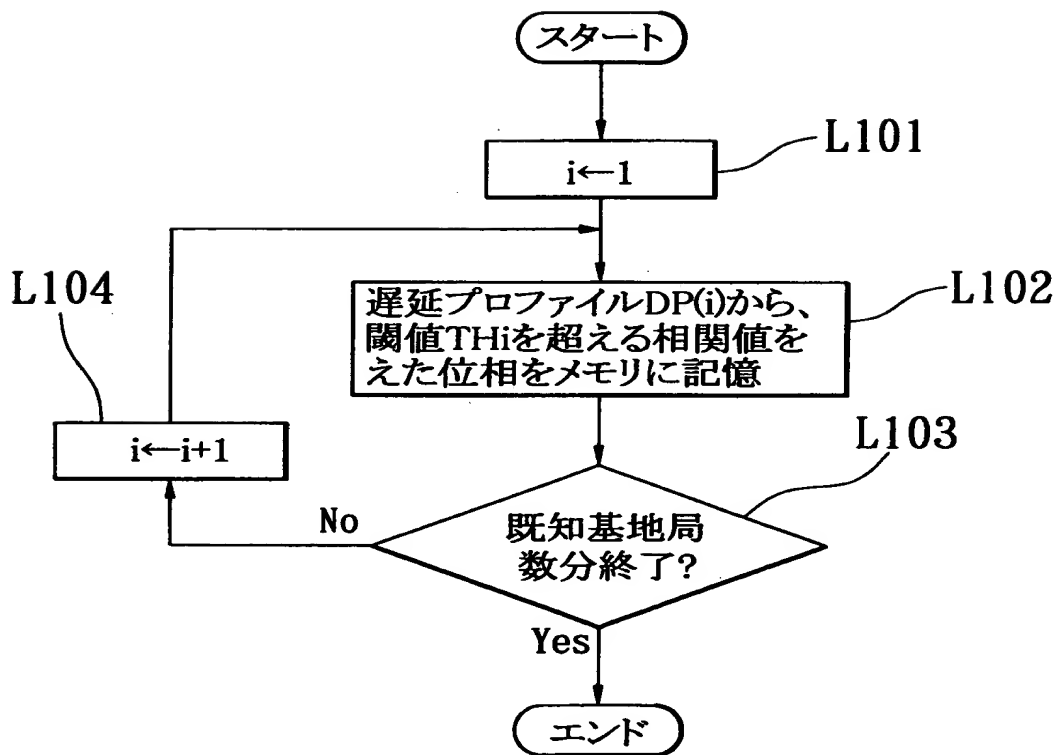 スタート
L101
i←1
L104
L102
遅延プロファイルDP(i)から、
閾値THiを超える相関値を
えた位相をメモリに記憶
i←i+1
L103
No
既知基地局
数分終了?
Yes
エンド